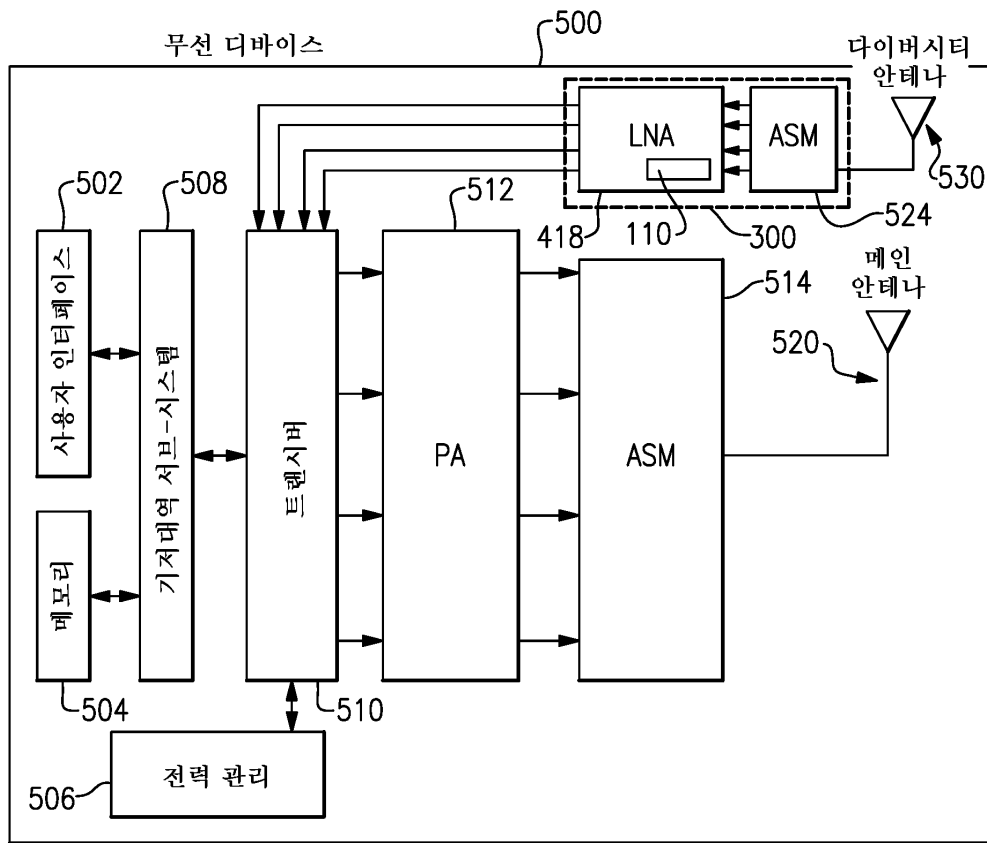 무선 디바이스
500
다이버시티
안테나
LNA
ASM
530
502
508
512
418
110
300
524
514
메인
안테나
520
사용자 인터페이스
기저대역 서브-시스템
트랜시버
PA
ASM
메모리
504
510
전력 관리
506